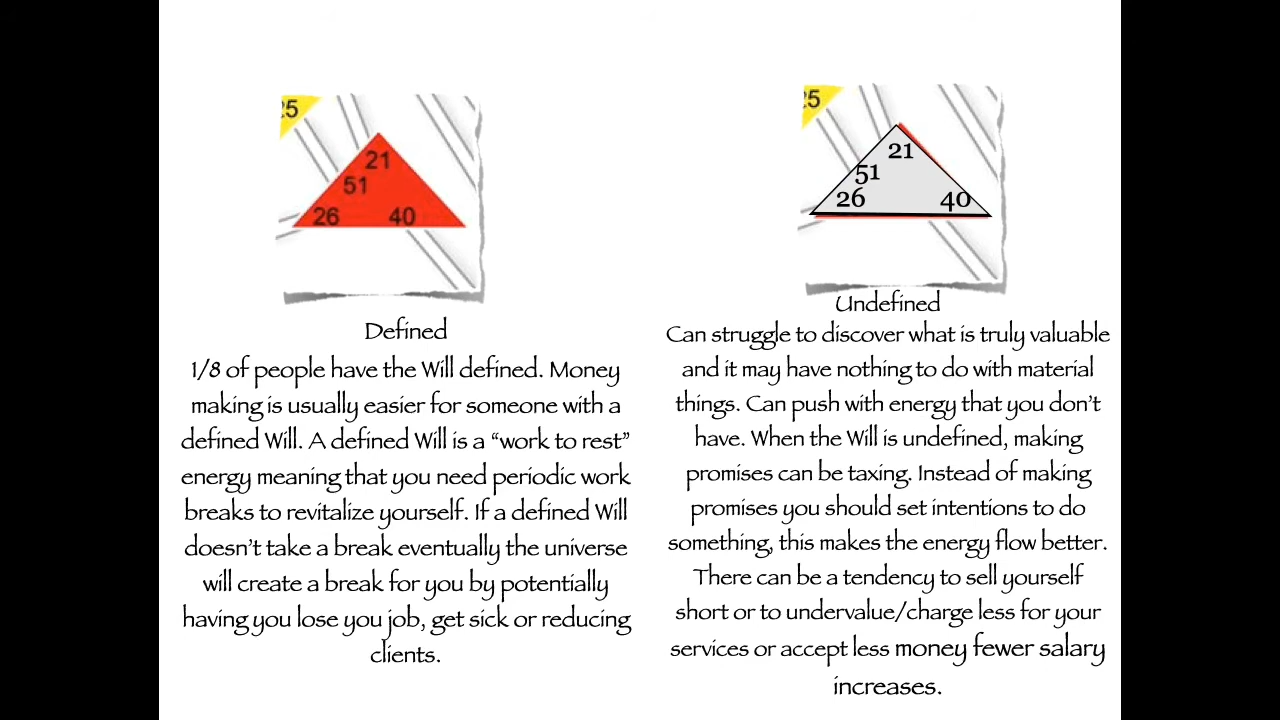 25
21
51
26 40
Defined
1/8 of people have the Will defined. Money
making is usually easier for someone with a
defined Will. A defined Will is a “work to rest”
energy meaning that you need periodic work
breaks to revitalize yourself. If a defined Will
doesn’t take a break eventually the universe
will create a break for you by potentially
having you lose you job, get sick or reducing
clients.
25
21
51
26 40
Undefined
Can struggle to discover what is truly valuable
and it may have nothing to do with material
things. Can push with energy that you don’t
have. When the Will is undefined, making
promises can be taxing. Instead of making
promises you should set intentions to do
something, this makes the energy flow better.
There can be a tendency to sell yourself
short or to undervalue/charge less for your
services or accept less money fewer salary
increases.